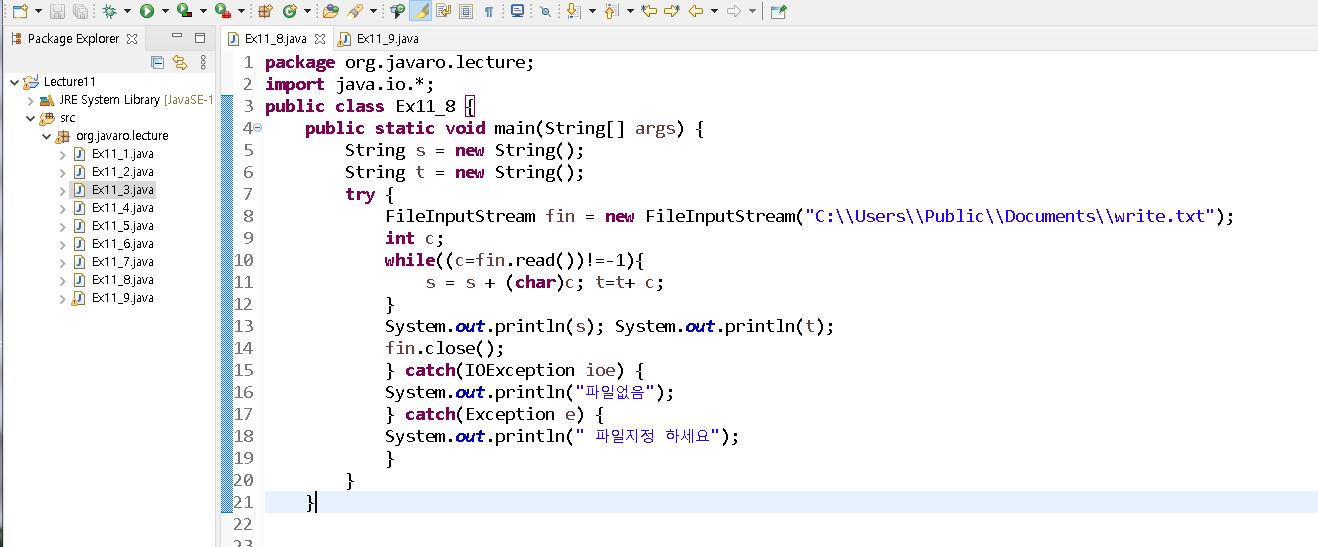 Package Explorer
Lecture11
JRE System Library [JavaSE-1
src
org.javaro.lecture
Ex11_1.java
Ex11_2.java
Ex11_3.java
Ex11_4.java
Ex11_5.java
Ex11_6.java
Ex11_7.java
Ex11_8.java
Ex11_9.java
Ex11_8.java Ex11_9.java
1 package org.javaro.lecture;
2 import java.io.*;
3 public class Ex11_8 {
4 public static void main(String[] args) {
5 String s = new String();
6 String t = new String();
7 try {
8 FileInputStream fin = new FileInputStream("C:\\Users\\Public\\Documents\\write.txt");
9 int c;
10 while((c=fin.read())!=-1){
11 s = s + (char)c; t=t+ c;
12 }
13 System.out.println(s); System.out.println(t);
14 fin.close();
15 } catch(IOException ioe) {
16 System.out.println("파일없음");
17 } catch(Exception e) {
18 System.out.println(" 파일지정 하세요");
19 }
20 }
21 }
22
23